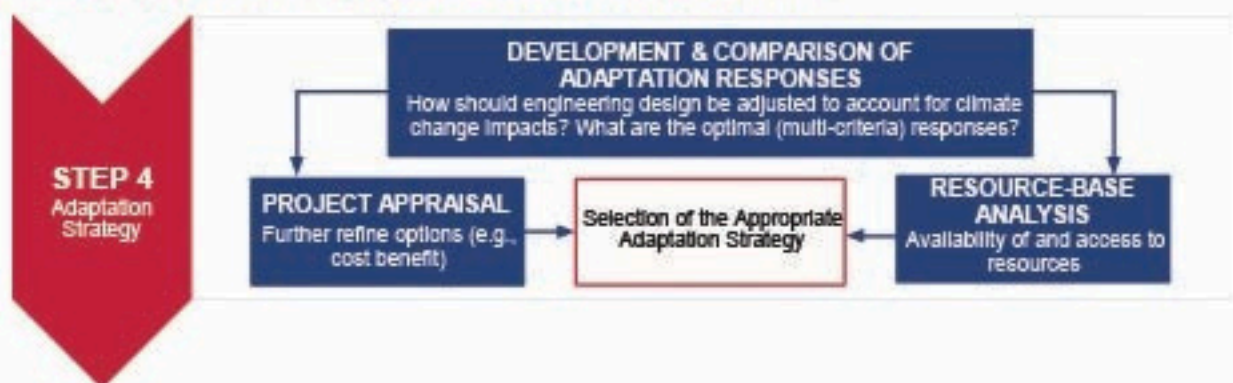 DEVELOPMENT & COMPARISON OF
ADAPTATION RESPONSES
How should engineering design be adjusted to account for climate
change impacts? What are the optimal (multi-criteria) responses?
STEP 4
Adaptation
Strategy
PROJECT APPRAISAL
Further refine options (e.g.,
cost benefit)
Selection of the Appropriate
Adaptation Strategy
RESOURCE-BASE
ANALYSIS
Availability of and access to
resources